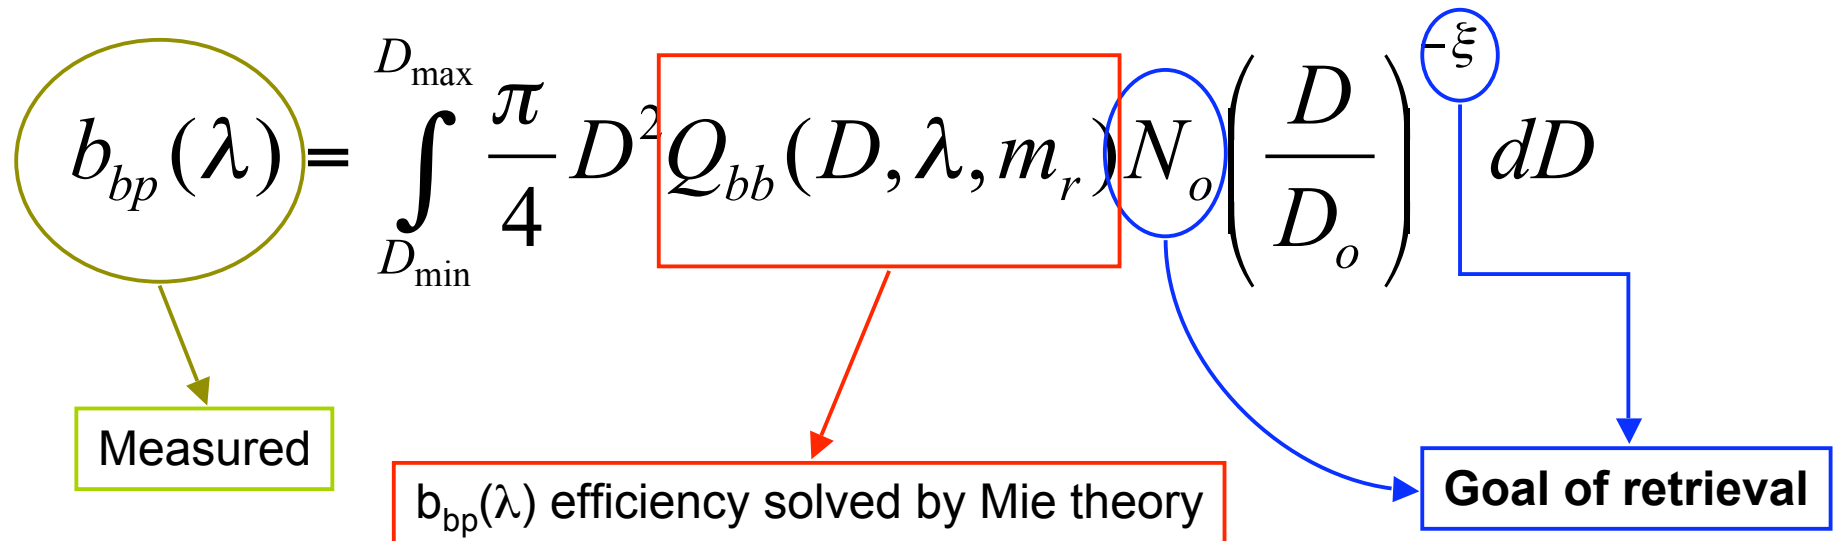 b_bp(λ) = ∫_{D_min}^{D_max} π/4 D² Q_bb(D, λ, m_r) N_o (D/D_o)^{-ξ} dD
Measured
b_bp(λ) efficiency solved by Mie theory
Goal of retrieval